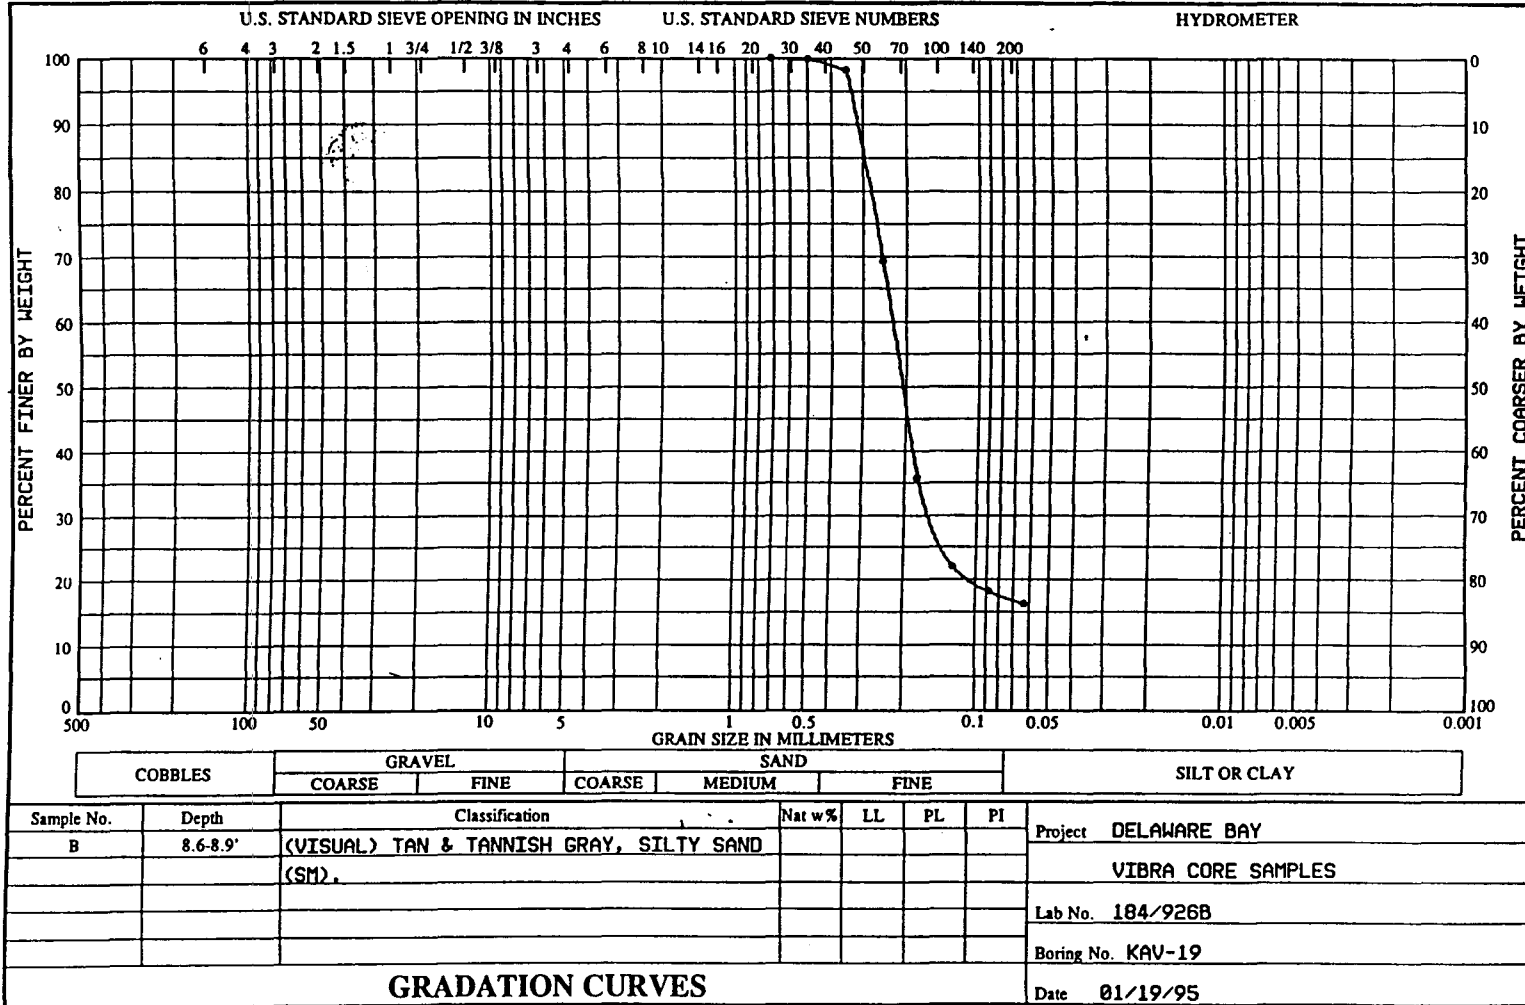 U.S. STANDARD SIEVE OPENING IN INCHES U.S. STANDARD SIEVE NUMBERS HYDROMETER
6 4 3 2 1.5 1 3/4 1/2 3/8 3 4 6 8 10 14 16 20 30 40 50 70 100 140 200
100 0
90 10
80 20
70 30
60 40
50 50
40 60
30 70
20 80
10 90
0 100
PERCENT FINER BY WEIGHT
PERCENT COARSER BY WEIGHT
500 100 50 10 5 1 0.5 0.1 0.05 0.01 0.005 0.001
GRAIN SIZE IN MILLIMETERS
COBBLES GRAVEL SAND SILT OR CLAY
COARSE FINE COARSE MEDIUM FINE
Sample No. Depth Classification Nat w% LL PL PI
B 8.6-8.9' (VISUAL) TAN & TANNISH GRAY, SILTY SAND
(SM).
Project DELAWARE BAY
VIBRA CORE SAMPLES
Lab No. 184/926B
Boring No. KAV-19
Date 01/19/95
GRADATION CURVES